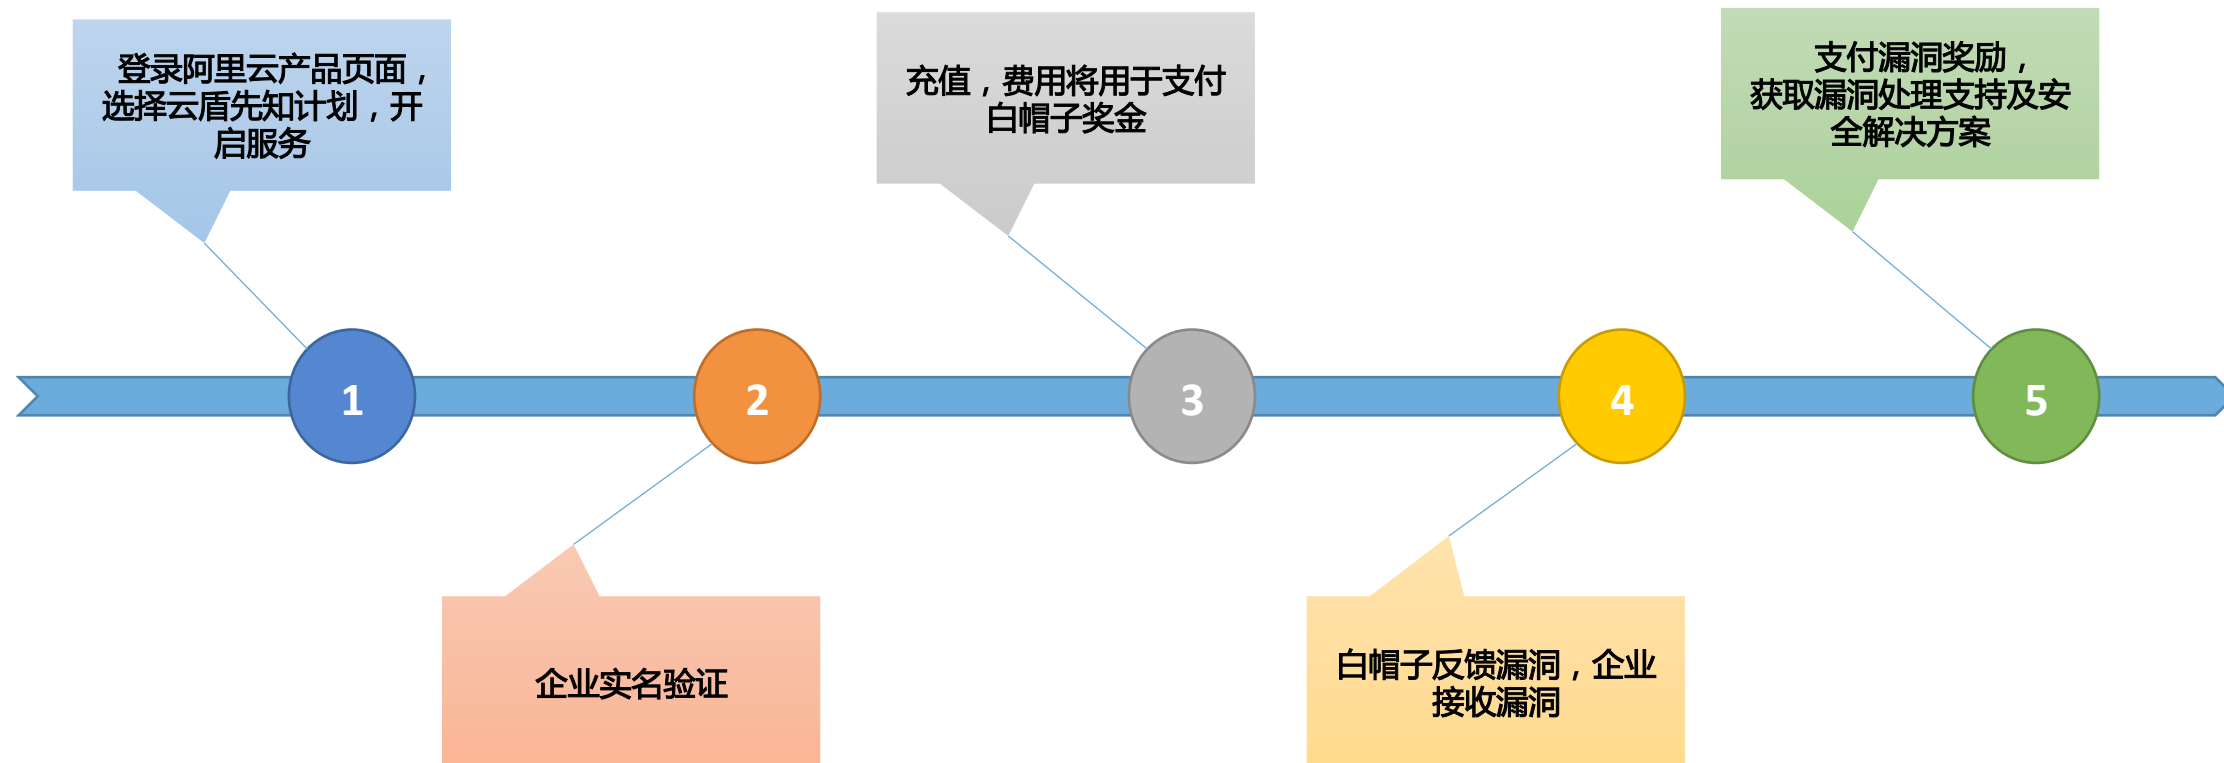 登录阿里云产品页面，
选择云盾先知计划，开
启服务
1
企业实名验证
2
充值，费用将用于支付
白帽子奖金
3
白帽子反馈漏洞，企业
接收漏洞
4
支付漏洞奖励，
获取漏洞处理支持及安
全解决方案
5